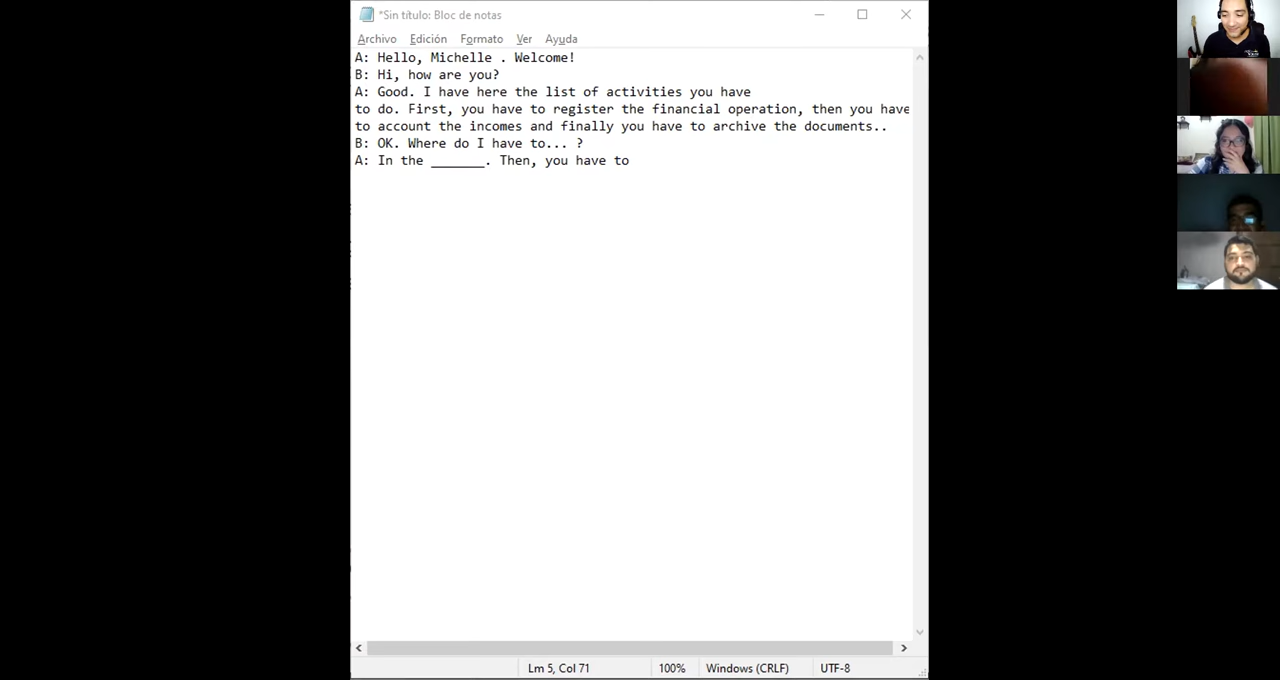 *Sin título: Bloc de notas
Archivo Edición Formato Ver Ayuda
A: Hello, Michelle . Welcome!
B: Hi, how are you?
A: Good. I have here the list of activities you have
to do. First, you have to register the financial operation, then you have
to account the incomes and finally you have to archive the documents..
B: OK. Where do I have to... ?
A: In the _______. Then, you have to
Lm 5, Col 71 100% Windows (CRLF) UTF-8